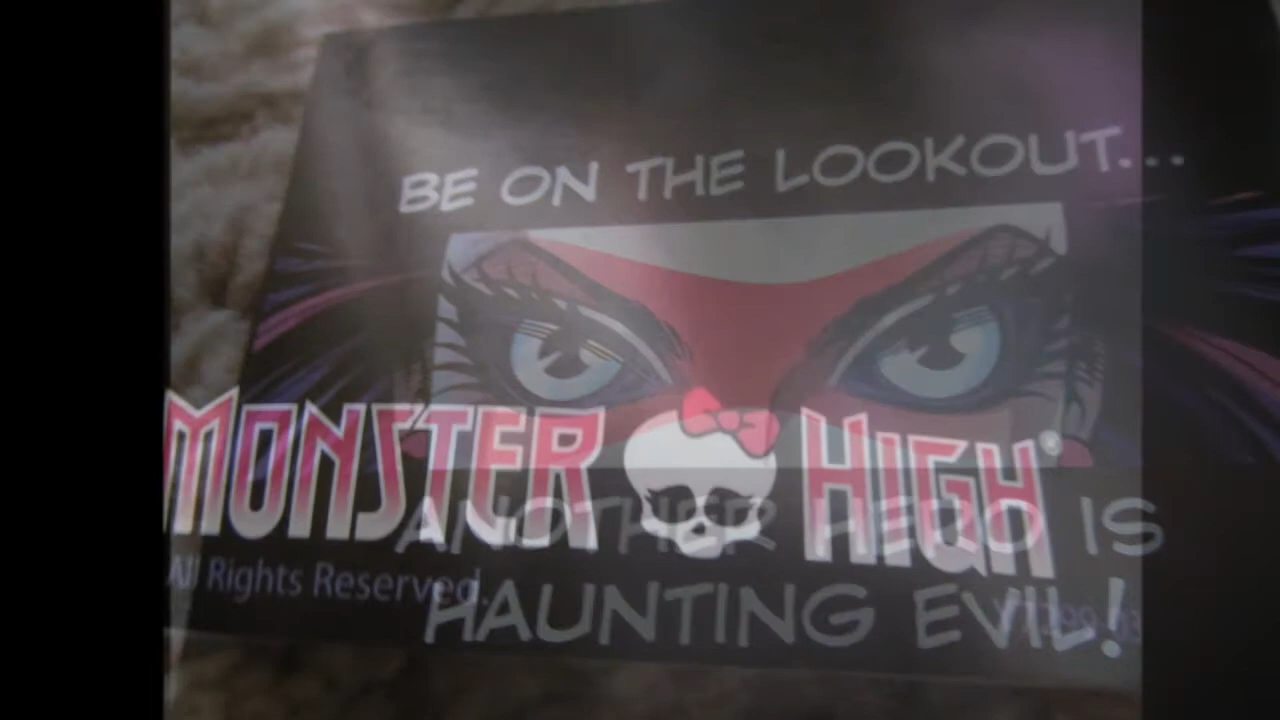 BE ON THE LOOKOUT...
MONSTER HIGH®
ANOTHER HERO IS
All Rights Reserved.
HAUNTING EVIL!